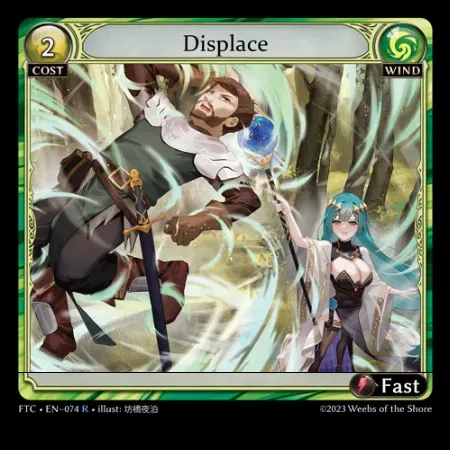 2
Displace
COST
WIND
Fast
FTC • EN-074 R • illust: 坊橋夜泊
©2023 Weebs of the Shore